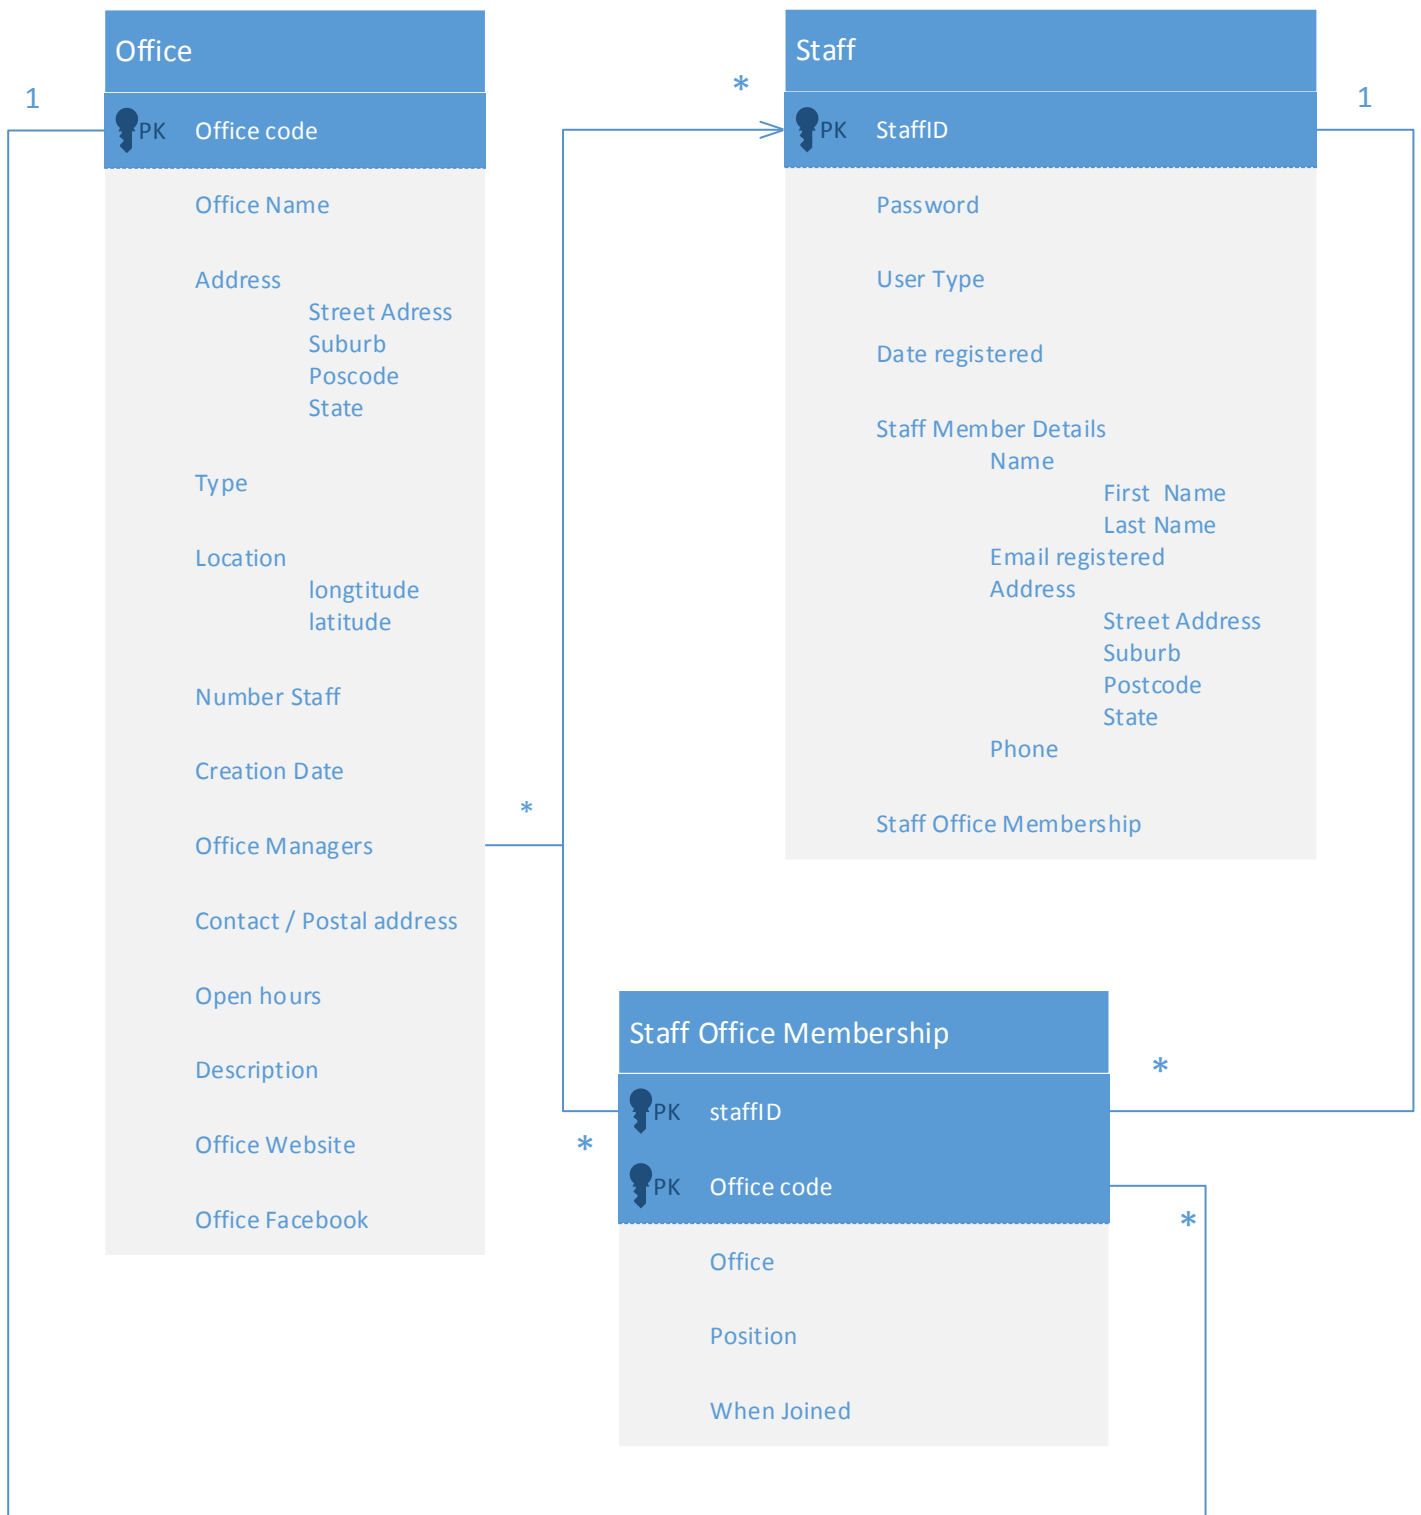 Office
1
PK Office code
Office Name
Address
Street Adress
Suburb
Poscode
State
Type
Location
longtitude
latitude
Number Staff
Creation Date
*
Office Managers
Contact / Postal address
Open hours
Description
Office Website
Office Facebook
Staff
*
1
PK StaffID
Password
User Type
Date registered
Staff Member Details
Name
First Name
Last Name
Email registered
Address
Street Address
Suburb
Postcode
State
Phone
Staff Office Membership
Staff Office Membership
*
PK staffID
*
PK Office code
*
Office
Position
When Joined